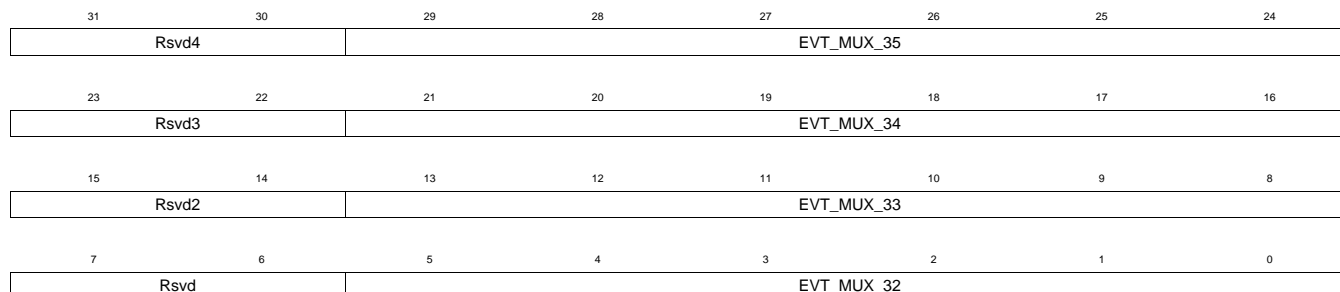 31 30 29 28 27 26 25 24
Rsvd4 EVT_MUX_35
23 22 21 20 19 18 17 16
Rsvd3 EVT_MUX_34
15 14 13 12 11 10 9 8
Rsvd2 EVT_MUX_33
7 6 5 4 3 2 1 0
Rsvd EVT_MUX_32